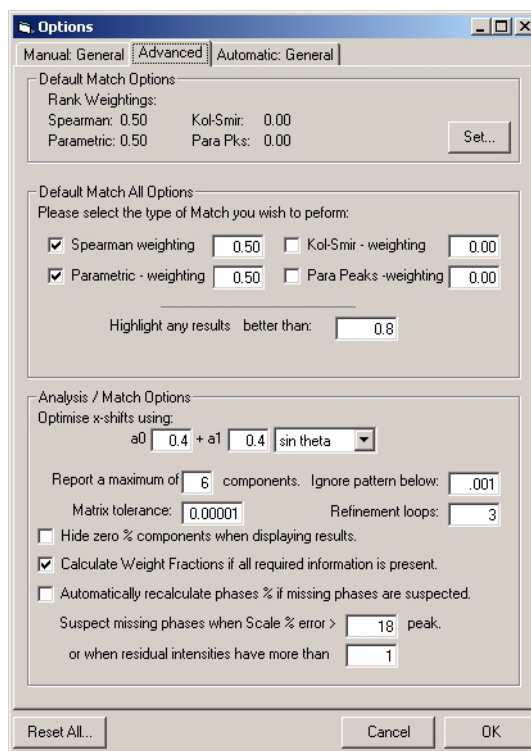 Options
Manual: General Advanced Automatic: General
Default Match Options
Rank Weightings:
Spearman: 0.50 Kol-Smir: 0.00
Parametric: 0.50 Para Pks: 0.00
Set...
Default Match All Options
Please select the type of Match you wish to peform:
Spearman weighting 0.50 Kol-Smir - weighting 0.00
Parametric - weighting 0.50 Para Peaks -weighting 0.00
Highlight any results better than: 0.8
Analysis / Match Options
Optimise x-shifts using:
a0 0.4 + a1 0.4 sin theta
Report a maximum of 6 components. Ignore pattern below: .001
Matrix tolerance: 0.00001 Refinement loops: 3
Hide zero % components when displaying results.
Calculate Weight Fractions if all required information is present.
Automatically recalculate phases % if missing phases are suspected.
Suspect missing phases when Scale % error > 18 peak.
or when residual intensities have more than 1
Reset All... Cancel OK